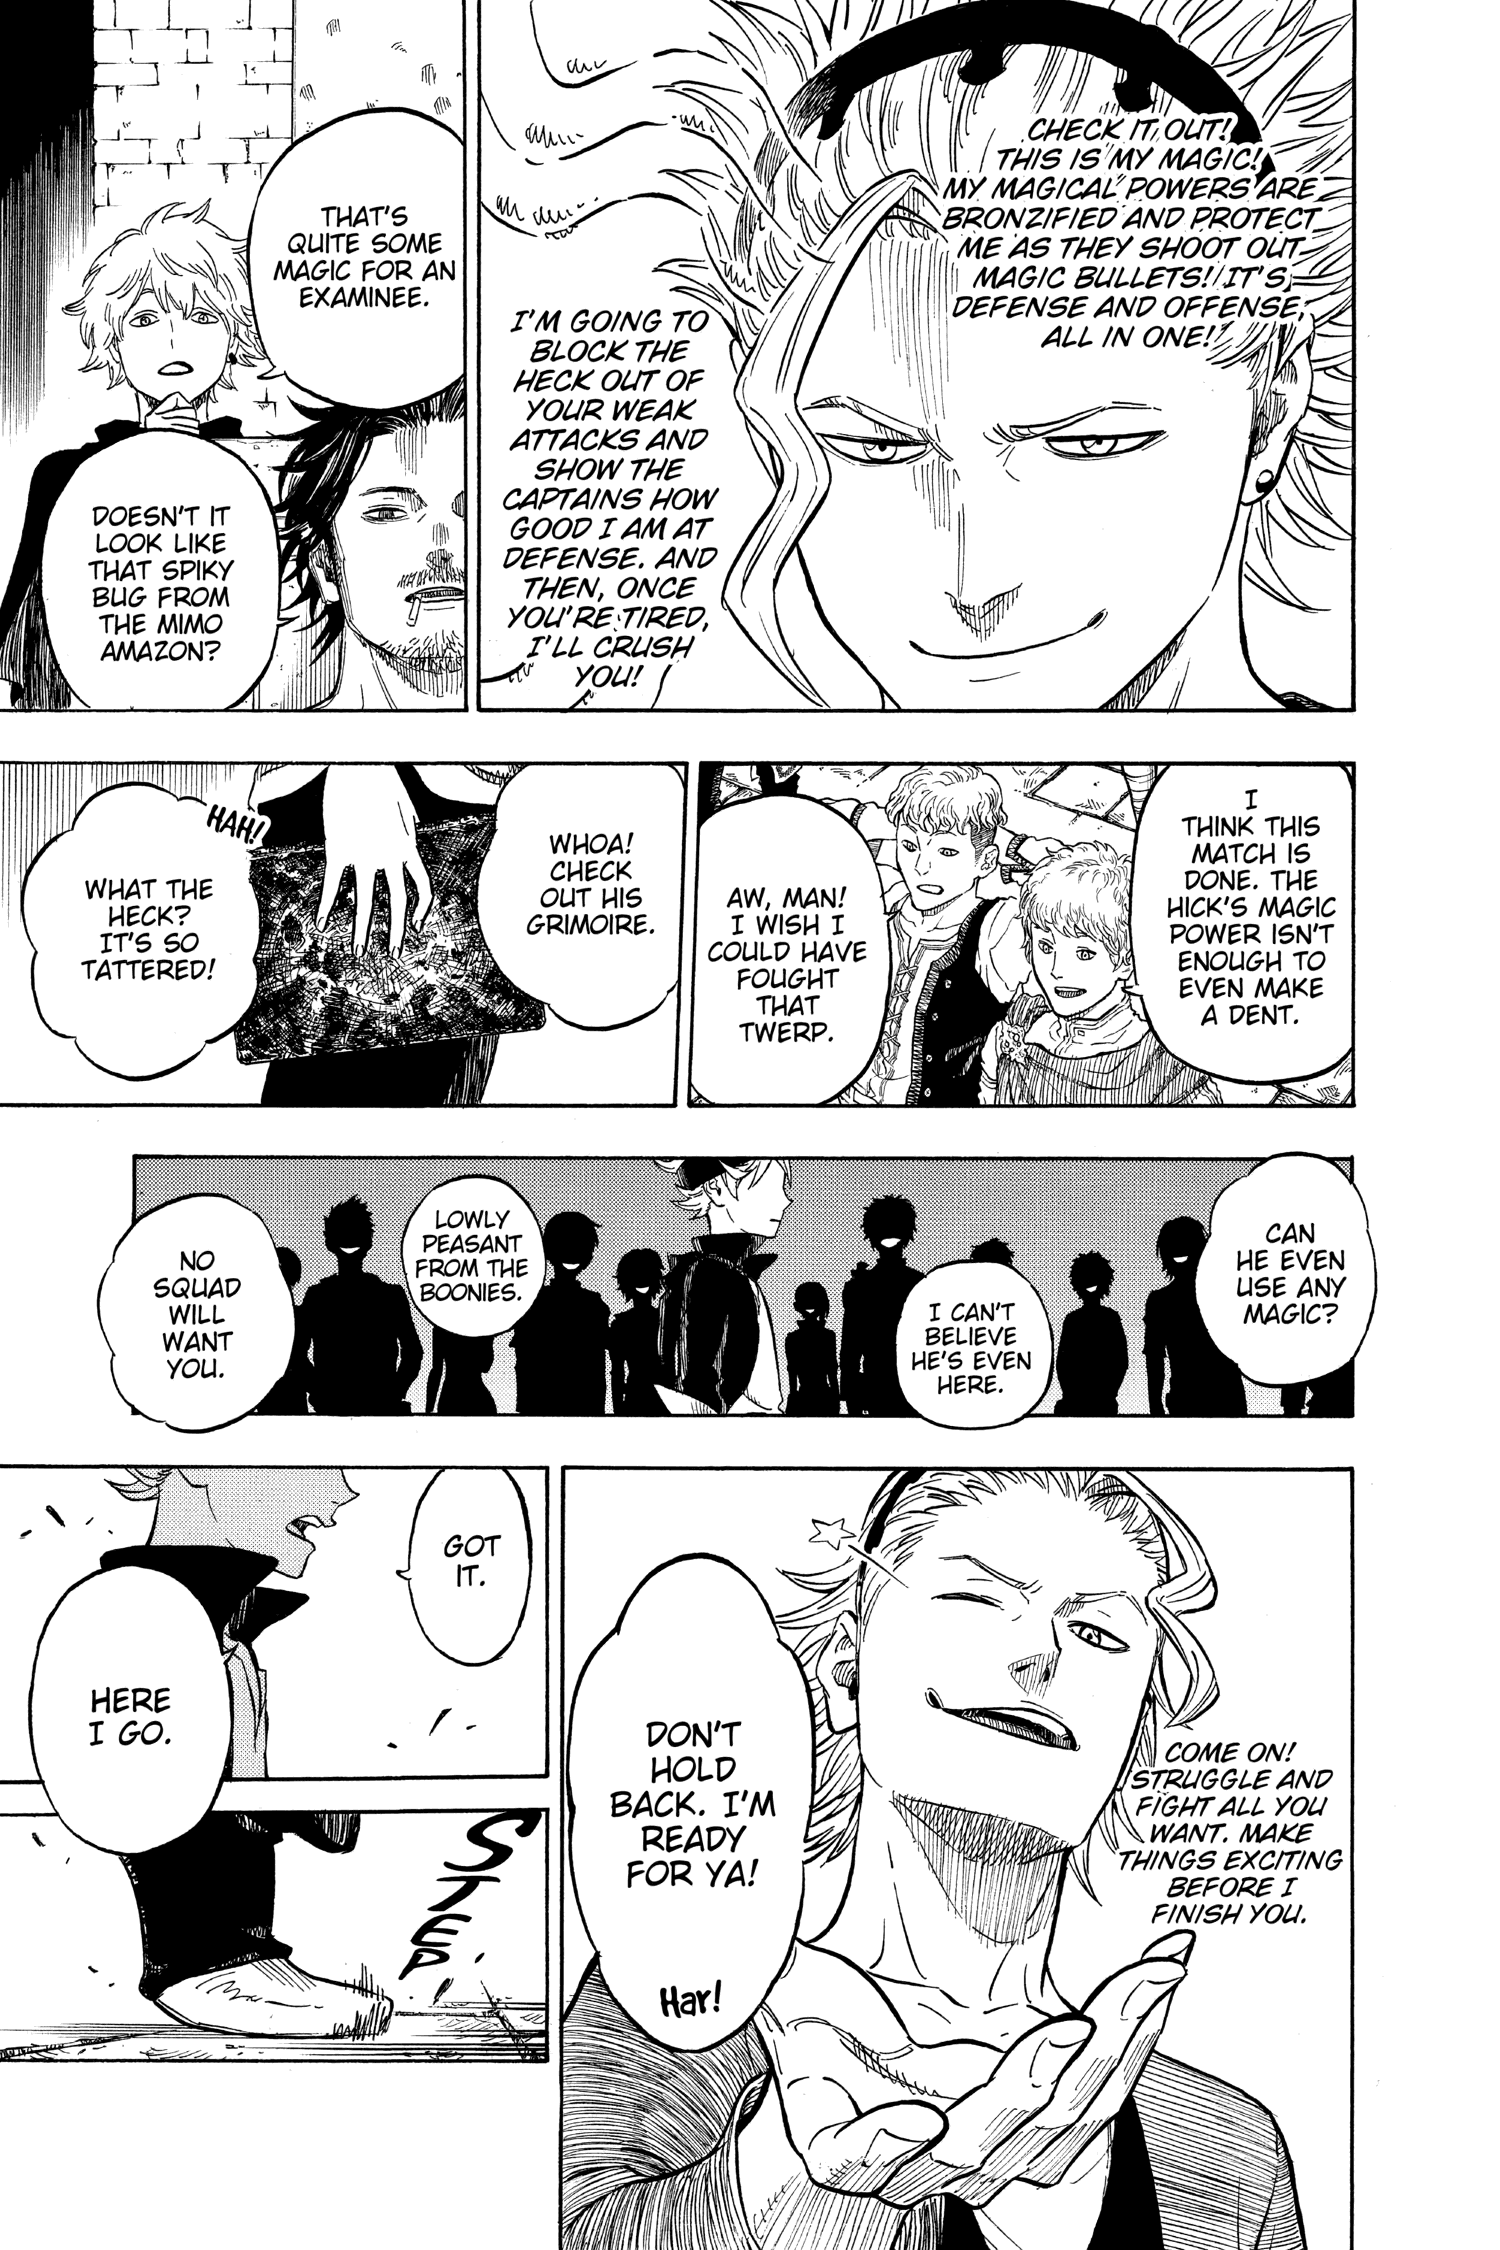 CHECK IT OUT!
THIS IS MY MAGIC!
MY MAGICAL POWERS ARE
BRONZIFIED AND PROTECT
ME AS THEY SHOOT OUT
MAGIC BULLETS! IT'S
DEFENSE AND OFFENSE,
ALL IN ONE!
I'M GOING TO
BLOCK THE
HECK OUT OF
YOUR WEAK
ATTACKS AND
SHOW THE
CAPTAINS HOW
GOOD I AM AT
DEFENSE. AND
THEN, ONCE
YOU'RE TIRED,
I'LL CRUSH
YOU!
THAT'S
QUITE SOME
MAGIC FOR AN
EXAMINEE.
DOESN'T IT
LOOK LIKE
THAT SPIKY
BUG FROM
THE MIMO
AMAZON?
I
THINK THIS
MATCH IS
DONE. THE
HICK'S MAGIC
POWER ISN'T
ENOUGH TO
EVEN MAKE
A DENT.
AW, MAN!
I WISH I
COULD HAVE
FOUGHT
THAT
TWERP.
WHOA!
CHECK
OUT HIS
GRIMOIRE.
HAH!
WHAT THE
HECK?
IT'S SO
TATTERED!
CAN
HE EVEN
USE ANY
MAGIC?
I CAN'T
BELIEVE
HE'S EVEN
HERE.
LOWLY
PEASANT
FROM THE
BOONIES.
NO
SQUAD
WILL
WANT
YOU.
COME ON!
STRUGGLE AND
FIGHT ALL YOU
WANT. MAKE
THINGS EXCITING
BEFORE I
FINISH YOU.
DON'T
HOLD
BACK. I'M
READY
FOR YA!
Har!
GOT
IT.
HERE
I GO.
STEP